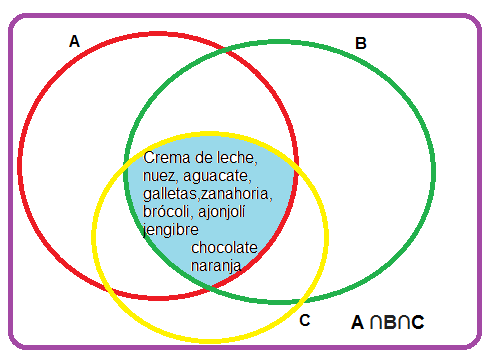 A
B
Crema de leche,
nuez, aguacate,
galletas,zanahoria,
brócoli, ajonjolí
jengibre
chocolate
naranja
C
A ∩B∩C